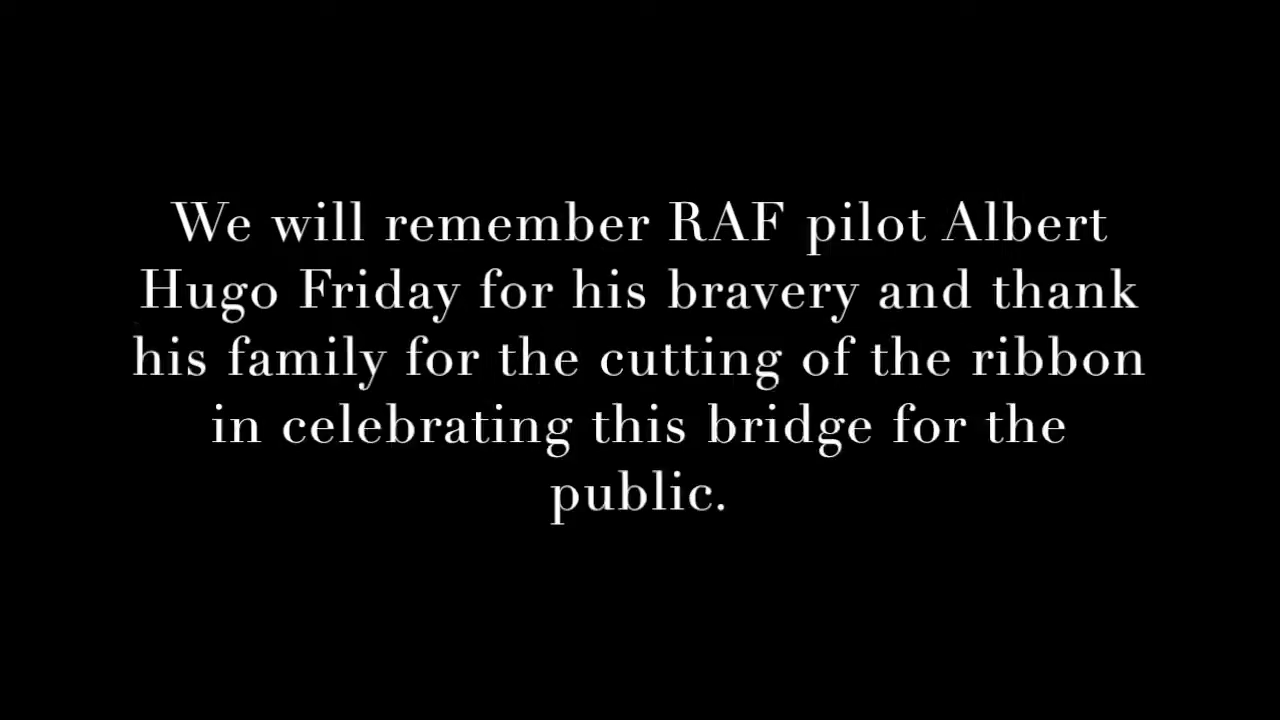 We will remember RAF pilot Albert
Hugo Friday for his bravery and thank
his family for the cutting of the ribbon
in celebrating this bridge for the
public.